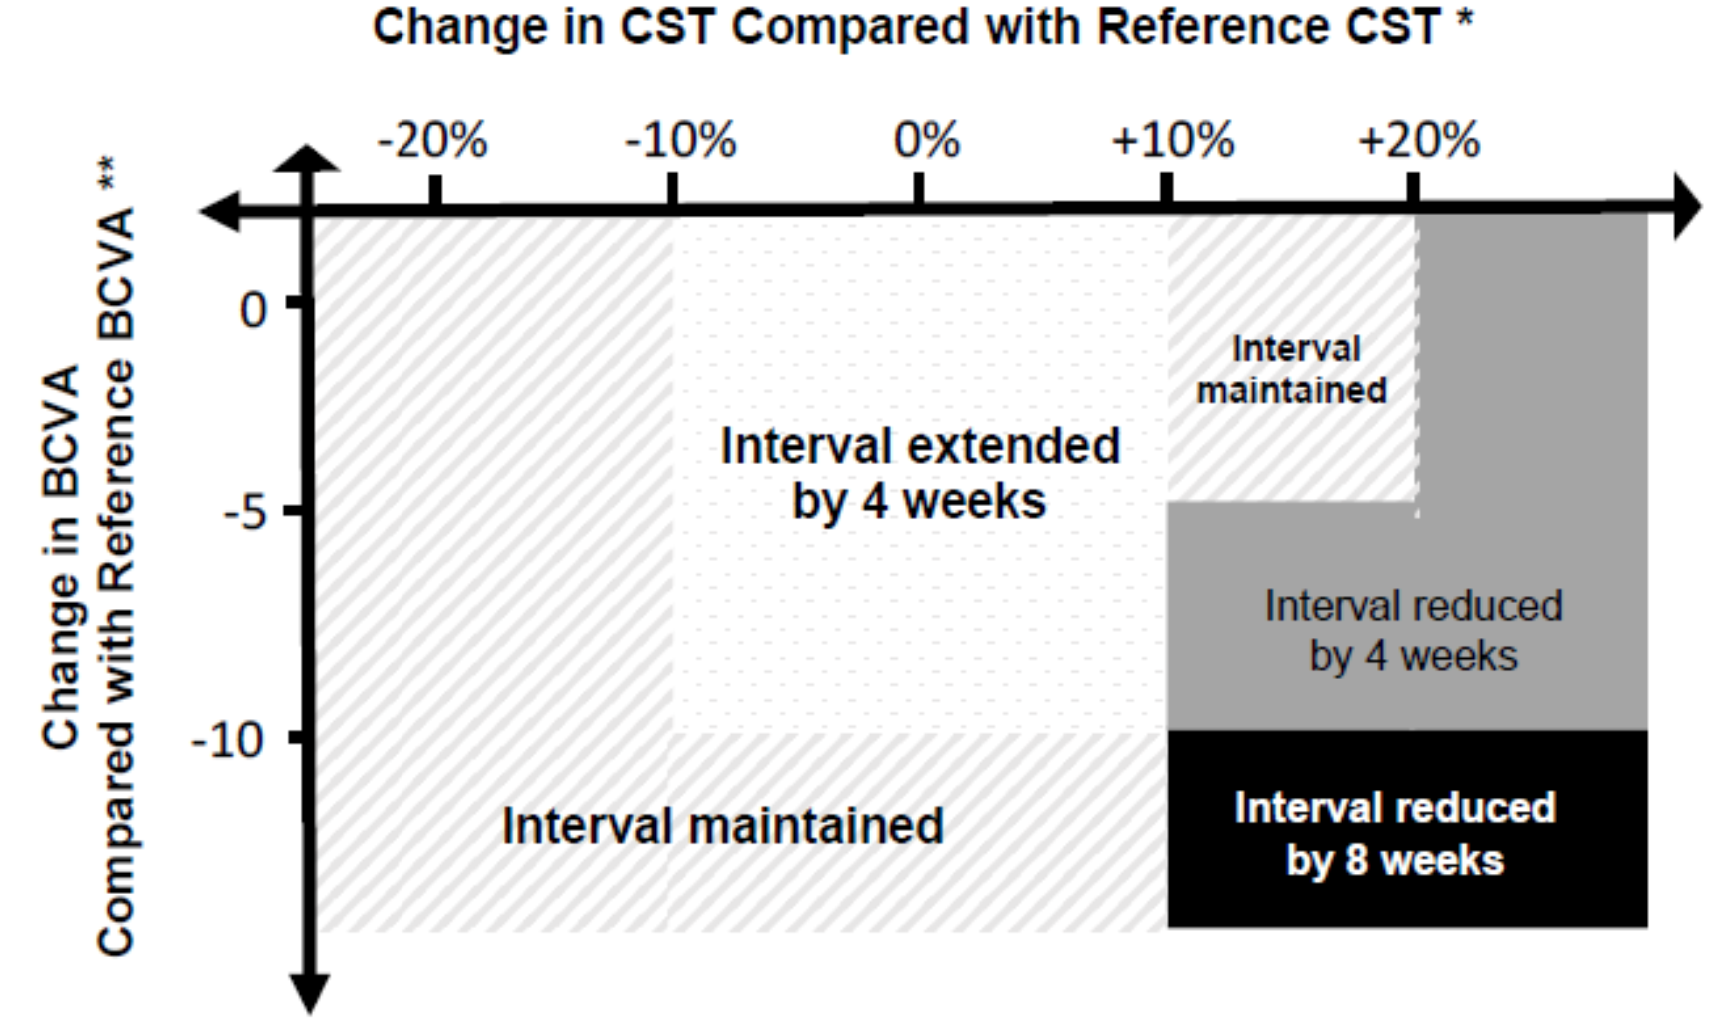 Change in CST Compared with Reference CST *
-20%
-10%
0%
+10%
+20%
Change in BCVA
Compared with Reference BCVA **
0
-5
-10
Interval extended
by 4 weeks
Interval
maintained
Interval reduced
by 4 weeks
Interval maintained
Interval reduced
by 8 weeks